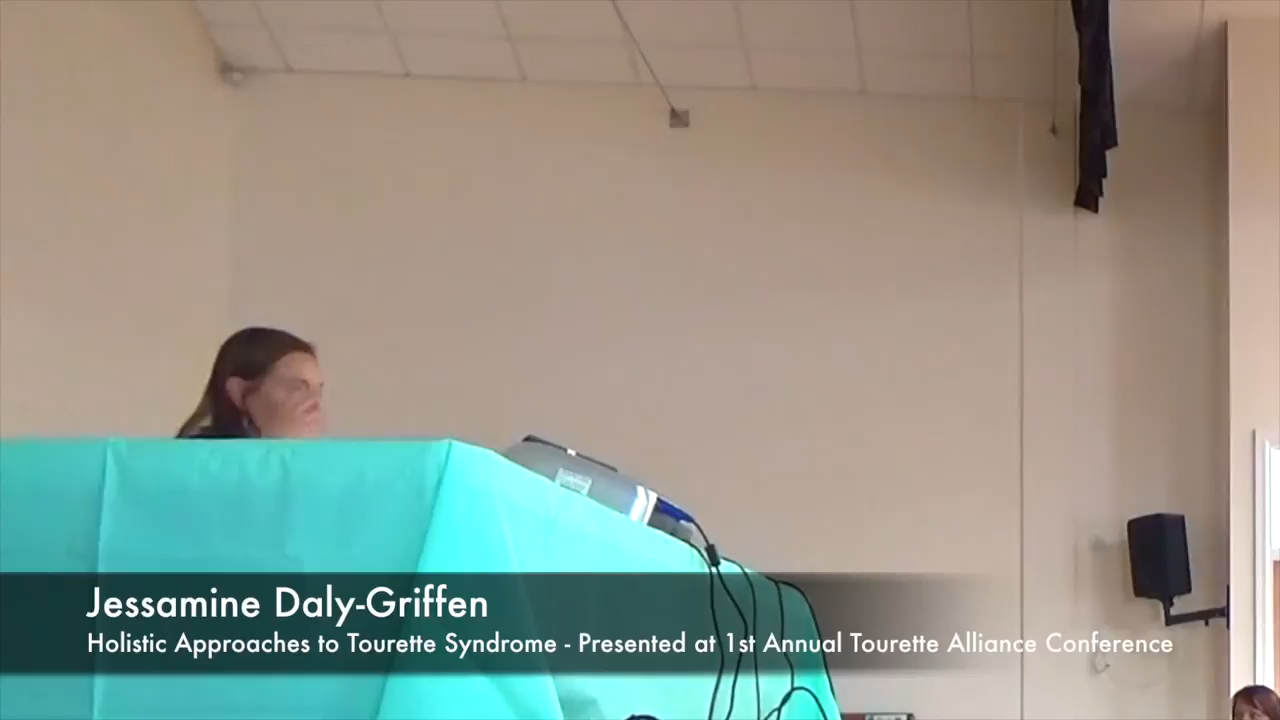 Jessamine Daly-Griffen
Holistic Approaches to Tourette Syndrome - Presented at 1st Annual Tourette Alliance Conference